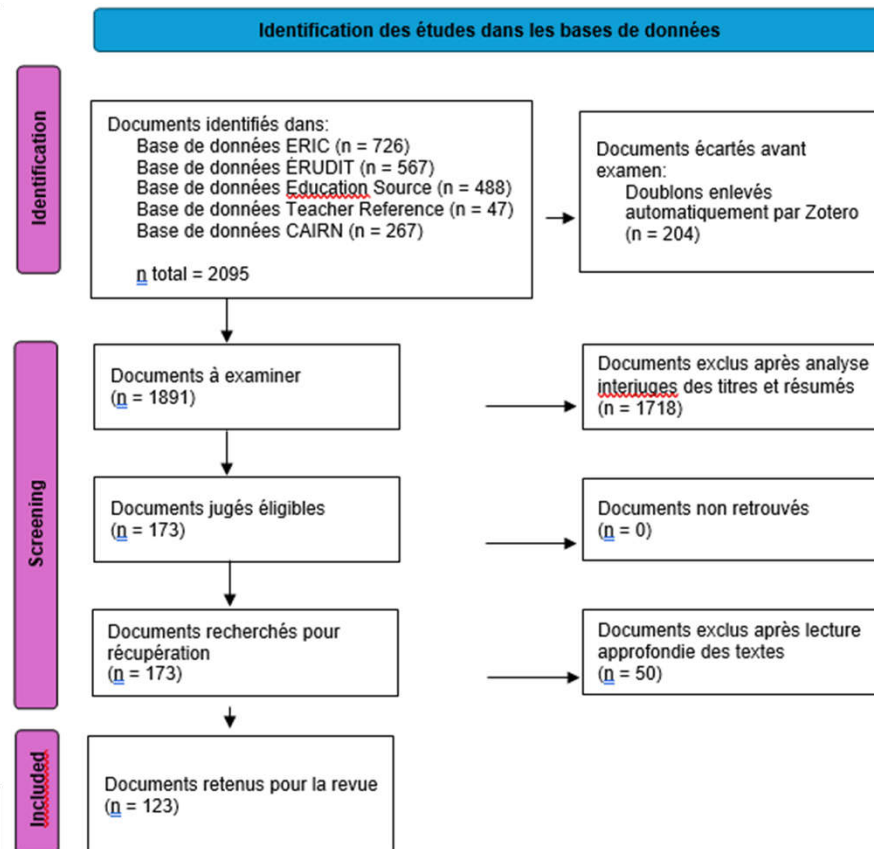 Identification des études dans les bases de données
Identification
Documents identifiés dans:
Base de données ERIC (n = 726)
Base de données ÉRUDIT (n = 567)
Base de données Education Source (n = 488)
Base de données Teacher Reference (n = 47)
Base de données CAIRN (n = 267)
n total = 2095
Documents écartés avant
examen:
Doublons enlevés
automatiquement par Zotero
(n = 204)
Screening
Documents à examiner
(n = 1891)
Documents exclus après analyse
interjuges des titres et résumés
(n = 1718)
Documents jugés éligibles
(n = 173)
Documents non retrouvés
(n = 0)
Documents recherchés pour
récupération
(n = 173)
Documents exclus après lecture
approfondie des textes
(n = 50)
Included
Documents retenus pour la revue
(n = 123)